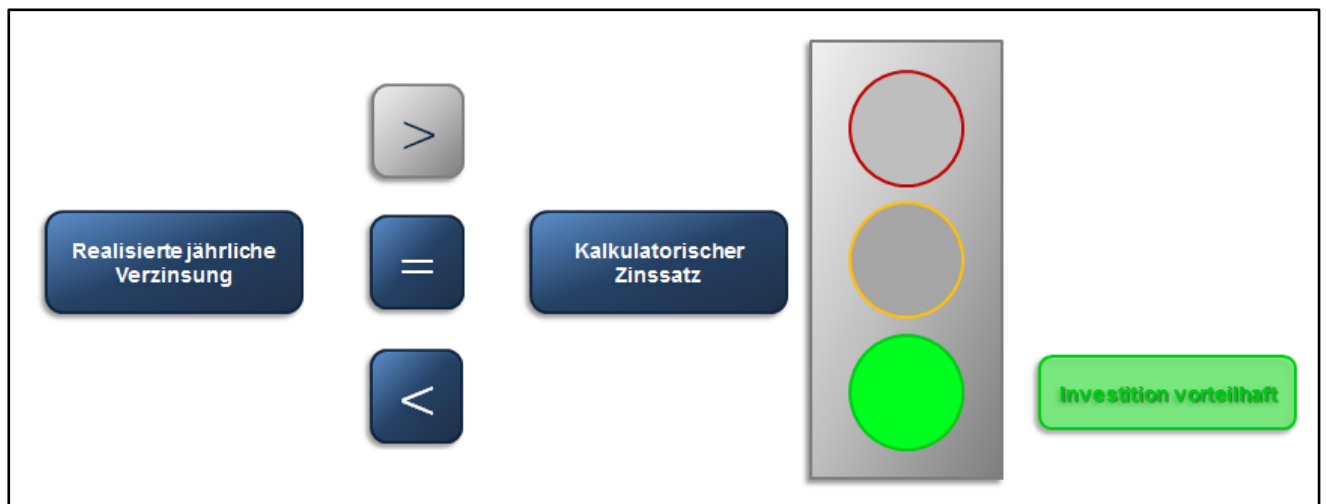 >
Realisierte jährliche
Verzinsung
=
Kalkulatorischer
Zinssatz
<
Investition vorteilhaft